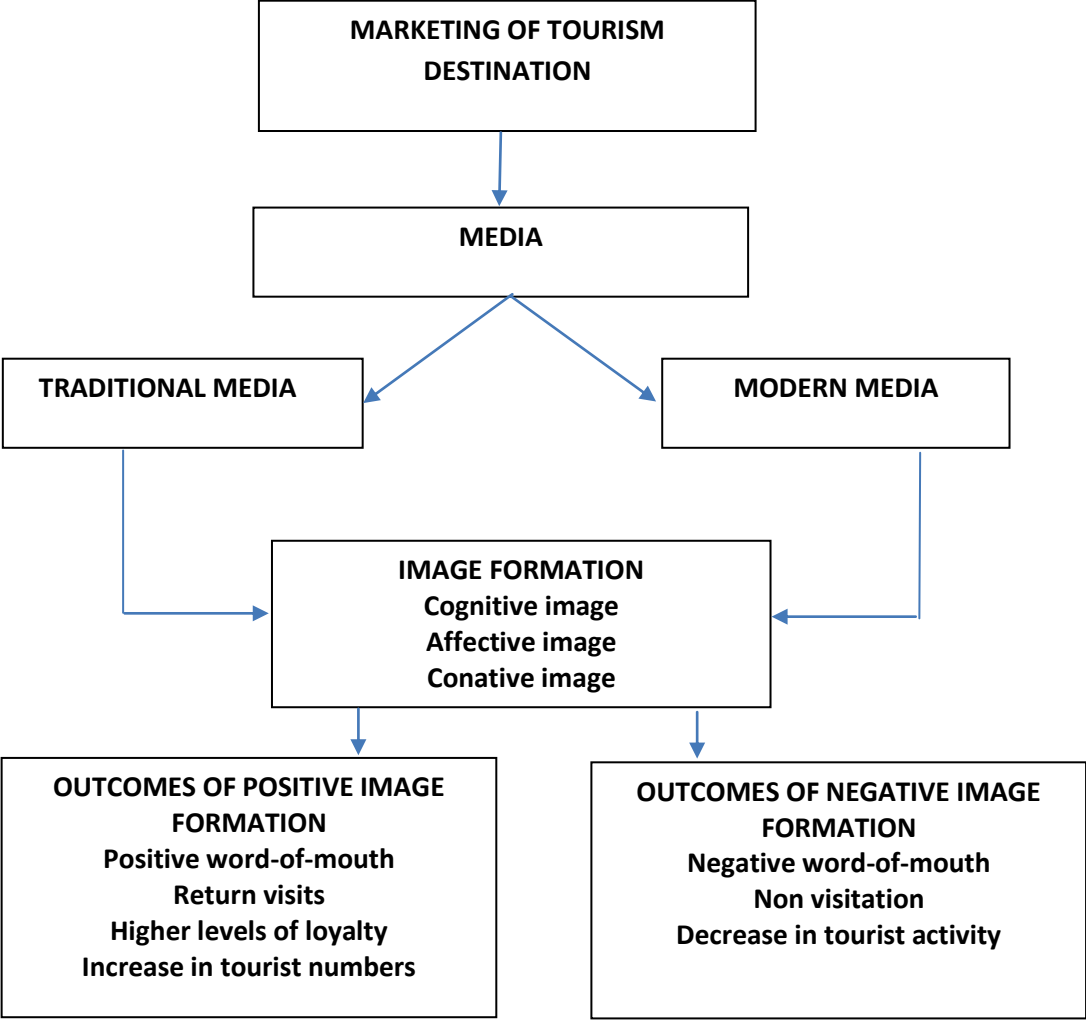 MARKETING OF TOURISM
DESTINATION
MEDIA
TRADITIONAL MEDIA
MODERN MEDIA
IMAGE FORMATION
Cognitive image
Affective image
Conative image
OUTCOMES OF POSITIVE IMAGE
FORMATION
Positive word-of-mouth
Return visits
Higher levels of loyalty
Increase in tourist numbers
OUTCOMES OF NEGATIVE IMAGE
FORMATION
Negative word-of-mouth
Non visitation
Decrease in tourist activity